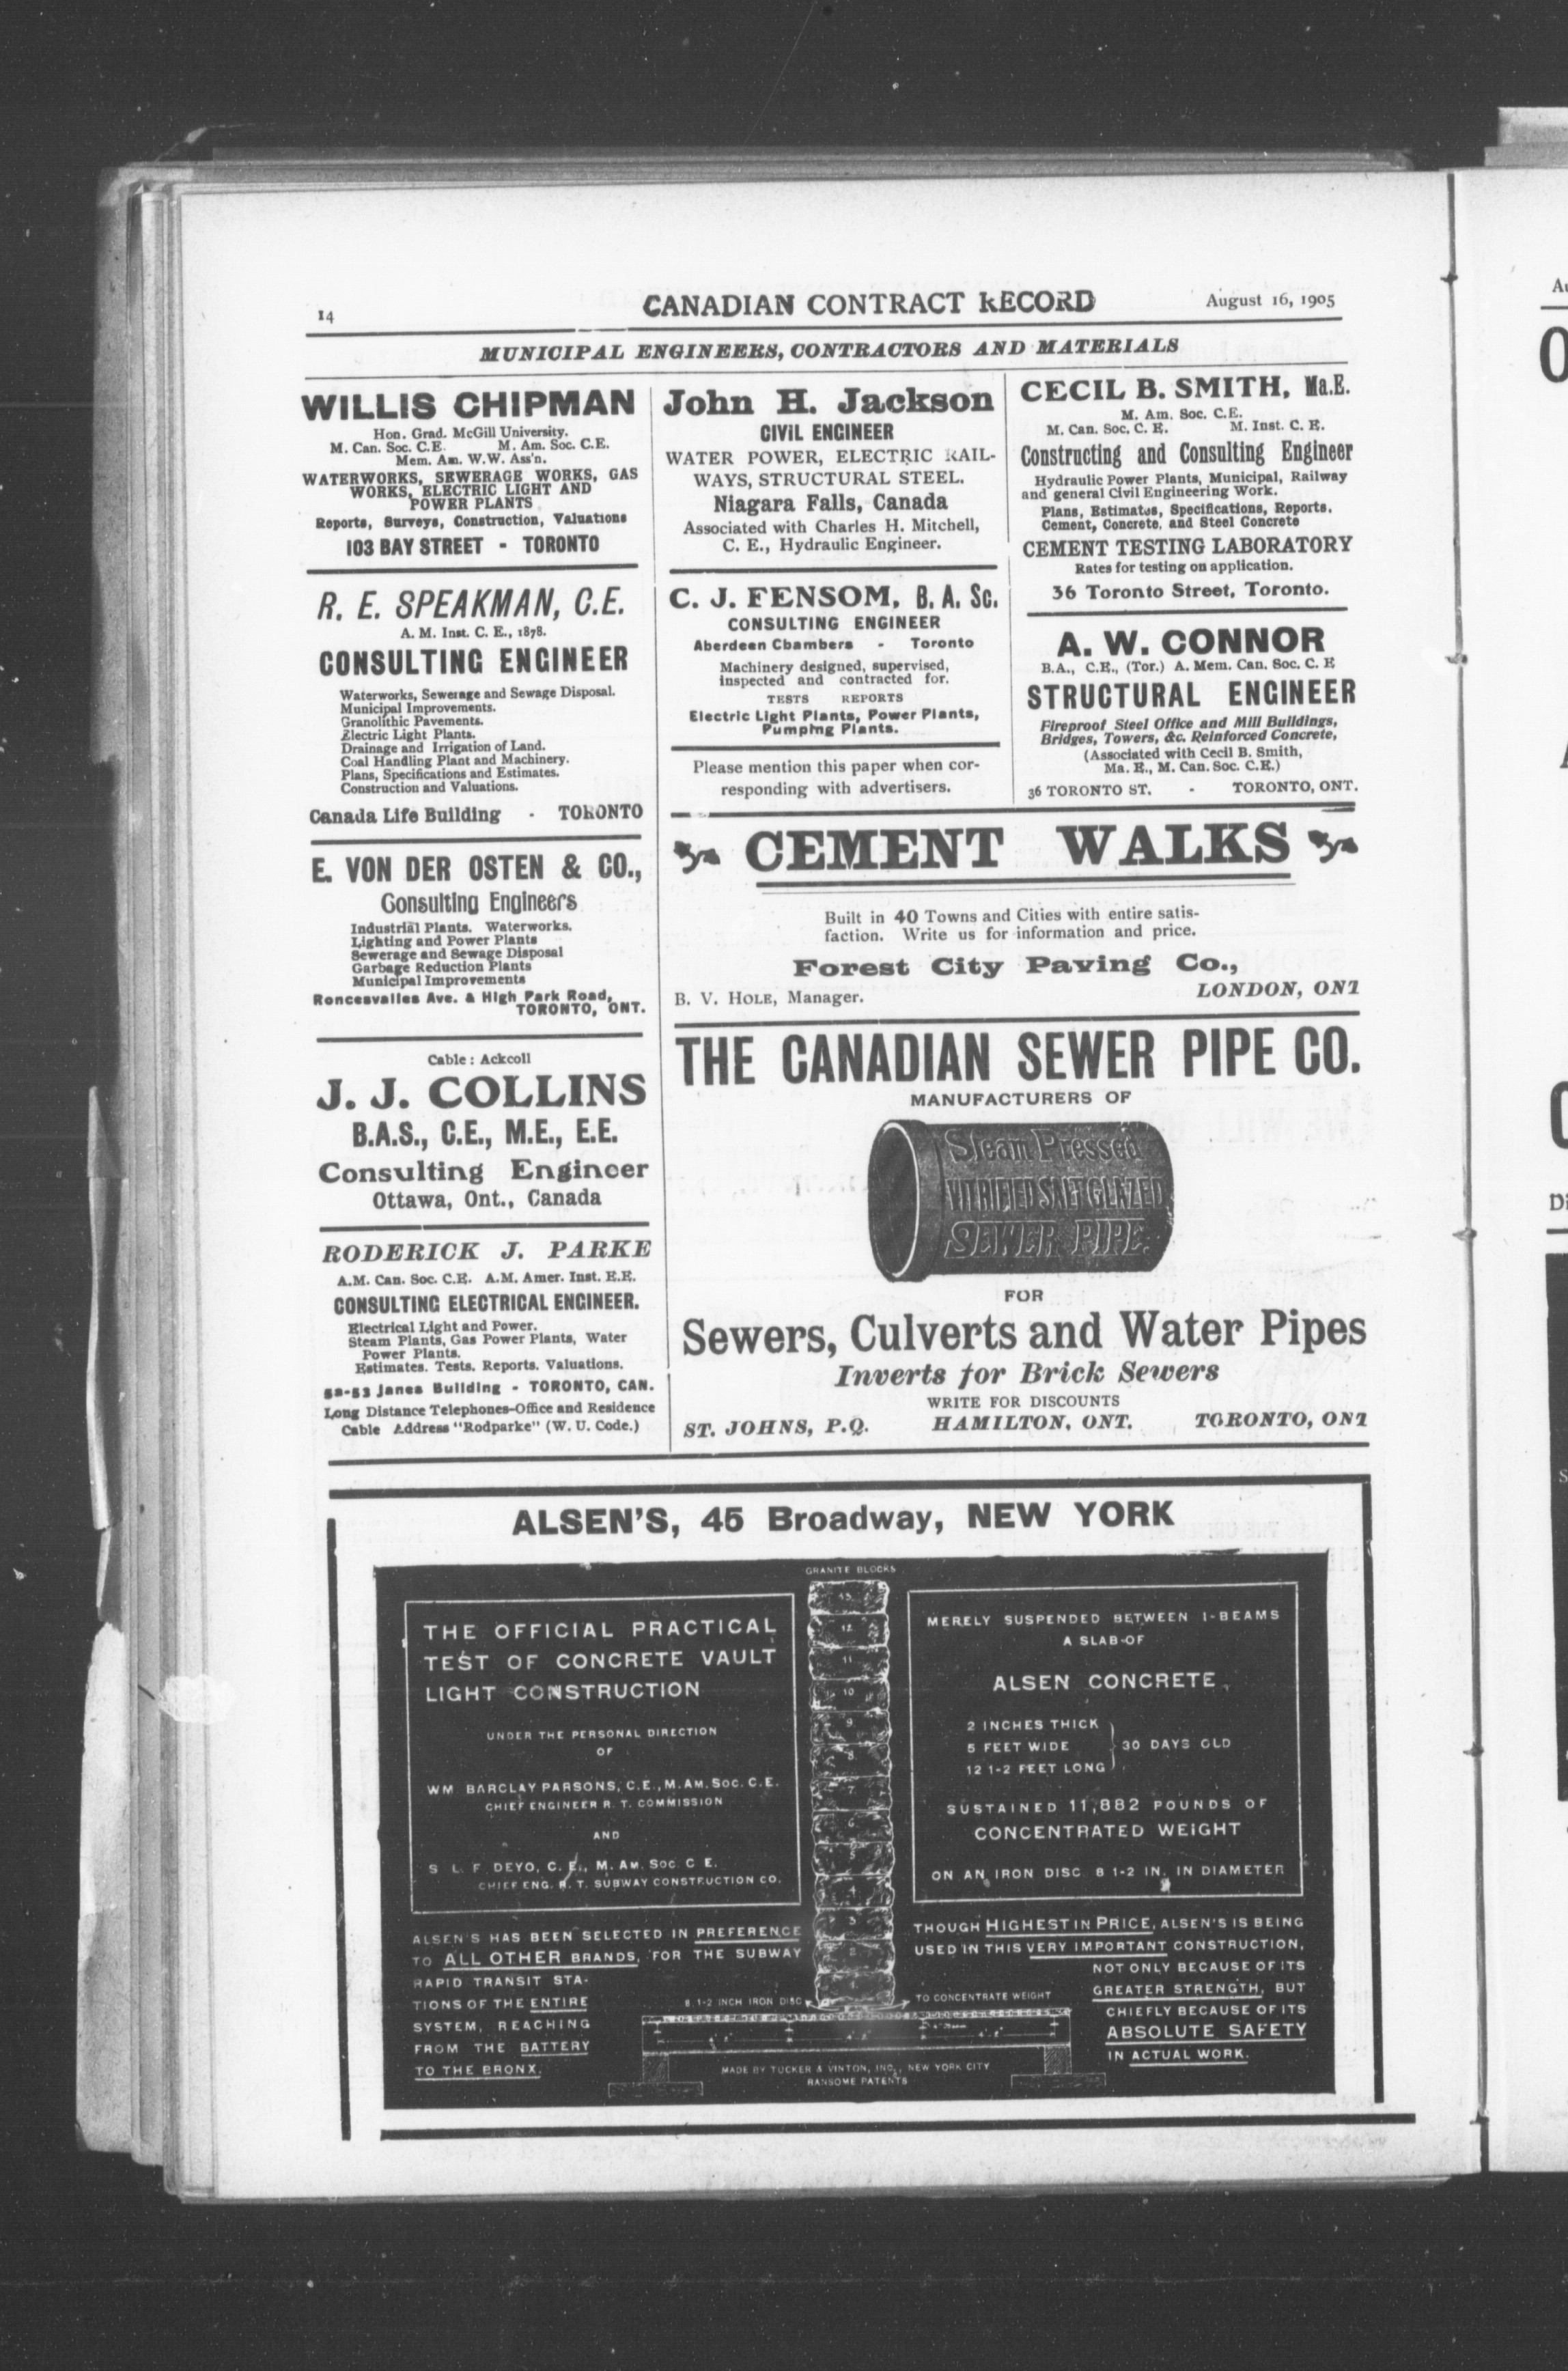 14
CANADIAN CONTRACT RECORD
August 16, 1905
MUNICIPAL ENGINEERS, CONTRACTORS AND MATERIALS
WILLIS CHIPMAN
Hon. Grad. McGill University.
M. Can. Soc. C.E. M. Am. Soc. C.E.
Mem. Am. W.W. Ass'n.
WATERWORKS, SEWERAGE WORKS, GAS
WORKS, ELECTRIC LIGHT AND
POWER PLANTS
Reports, Surveys, Construction, Valuations
103 BAY STREET - TORONTO
R. E. SPEAKMAN, C.E.
A. M. Inst. C. E., 1878.
CONSULTING ENGINEER
Waterworks, Sewerage and Sewage Disposal.
Municipal Improvements.
Granolithic Pavements.
Electric Light Plants.
Drainage and Irrigation of Land.
Coal Handling Plant and Machinery.
Plans, Specifications and Estimates.
Construction and Valuations.
Canada Life Building - TORONTO
E. VON DER OSTEN & CO.,
Consulting Engineers
Industrial Plants. Waterworks.
Lighting and Power Plants
Sewerage and Sewage Disposal
Garbage Reduction Plants
Municipal Improvements
Roncesvalles Ave. & High Park Road,
TORONTO, ONT.
Cable : Ackcoll
J. J. COLLINS
B.A.S., C.E., M.E., E.E.
Consulting Engineer
Ottawa, Ont., Canada
RODERICK J. PARKE
A.M. Can. Soc. C.E. A.M. Amer. Inst. E.E.
CONSULTING ELECTRICAL ENGINEER.
Electrical Light and Power.
Steam Plants, Gas Power Plants, Water
Power Plants.
Estimates. Tests. Reports. Valuations.
52-53 Janes Building - TORONTO, CAN.
Long Distance Telephones-Office and Residence
Cable Address "Rodparke" (W. U. Code.)
John H. Jackson
CIVIL ENGINEER
WATER POWER, ELECTRIC RAIL-
WAYS, STRUCTURAL STEEL.
Niagara Falls, Canada
Associated with Charles H. Mitchell,
C. E., Hydraulic Engineer.
C. J. FENSOM, B. A. Sc.
CONSULTING ENGINEER
Aberdeen Chambers - Toronto
Machinery designed, supervised,
inspected and contracted for.
TESTS REPORTS
Electric Light Plants, Power Plants,
Pumping Plants.
Please mention this paper when cor-
responding with advertisers.
CECIL B. SMITH, Ma.E.
M. Am. Soc. C.E.
M. Can. Soc. C. E. M. Inst. C. E.
Constructing and Consulting Engineer
Hydraulic Power Plants, Municipal, Railway
and general Civil Engineering Work.
Plans, Estimates, Specifications, Reports.
Cement, Concrete, and Steel Concrete
CEMENT TESTING LABORATORY
Rates for testing on application.
36 Toronto Street, Toronto.
A. W. CONNOR
B.A., C.E., (Tor.) A. Mem. Can. Soc. C. E
STRUCTURAL ENGINEER
Fireproof Steel Office and Mill Buildings,
Bridges, Towers, &c. Reinforced Concrete,
(Associated with Cecil B. Smith,
Ma. E., M. Can. Soc. C.E.)
36 TORONTO ST. - TORONTO, ONT.
CEMENT WALKS
Built in 40 Towns and Cities with entire satis-
faction. Write us for information and price.
Forest City Paving Co.,
B. V. HOLE, Manager.
LONDON, ONT
THE CANADIAN SEWER PIPE CO.
MANUFACTURERS OF
Steam Pressed
VITRIFIED SALT GLAZED
SEWER PIPE
FOR
Sewers, Culverts and Water Pipes
Inverts for Brick Sewers
WRITE FOR DISCOUNTS
ST. JOHNS, P.Q. HAMILTON, ONT. TORONTO, ONT
ALSEN'S, 45 Broadway, NEW YORK
THE OFFICIAL PRACTICAL
TEST OF CONCRETE VAULT
LIGHT CONSTRUCTION
UNDER THE PERSONAL DIRECTION
OF
WM BARCLAY PARSONS, C.E., M.AM.SOC.C.E.
CHIEF ENGINEER R. T. COMMISSION
AND
S L F DEYO, C. E., M. AM. SOC C E.
CHIEF ENG. R. T. SUBWAY CONSTRUCTION CO.
ALSEN'S HAS BEEN SELECTED IN PREFERENCE
TO ALL OTHER BRANDS, FOR THE SUBWAY
RAPID TRANSIT STA-
TIONS OF THE ENTIRE
SYSTEM, REACHING
FROM THE BATTERY
TO THE BRONX.
GRANITE BLOCKS
13
12
11
10
9
8
7
6
5
4
3
2
1
8 1-2 INCH IRON DISC
TO CONCENTRATE WEIGHT
MADE BY TUCKER & VINTON, INC., NEW YORK CITY
RANSOME PATENTS
MERELY SUSPENDED BETWEEN I-BEAMS
A SLAB OF
ALSEN CONCRETE
2 INCHES THICK
5 FEET WIDE
12 1-2 FEET LONG
30 DAYS OLD
SUSTAINED 11,882 POUNDS OF
CONCENTRATED WEIGHT
ON AN IRON DISC 8 1-2 IN. IN DIAMETER
THOUGH HIGHEST IN PRICE, ALSEN'S IS BEING
USED IN THIS VERY IMPORTANT CONSTRUCTION,
NOT ONLY BECAUSE OF ITS
GREATER STRENGTH, BUT
CHIEFLY BECAUSE OF ITS
ABSOLUTE SAFETY
IN ACTUAL WORK.